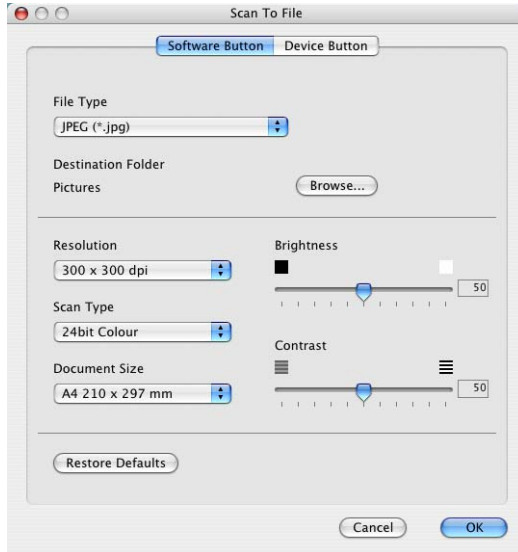 Scan To File
Software Button Device Button
File Type
JPEG (*.jpg)
Destination Folder
Pictures Browse...
Resolution Brightness
300 x 300 dpi
50
Scan Type
24bit Colour
Contrast
Document Size
A4 210 x 297 mm 50
Restore Defaults
Cancel OK